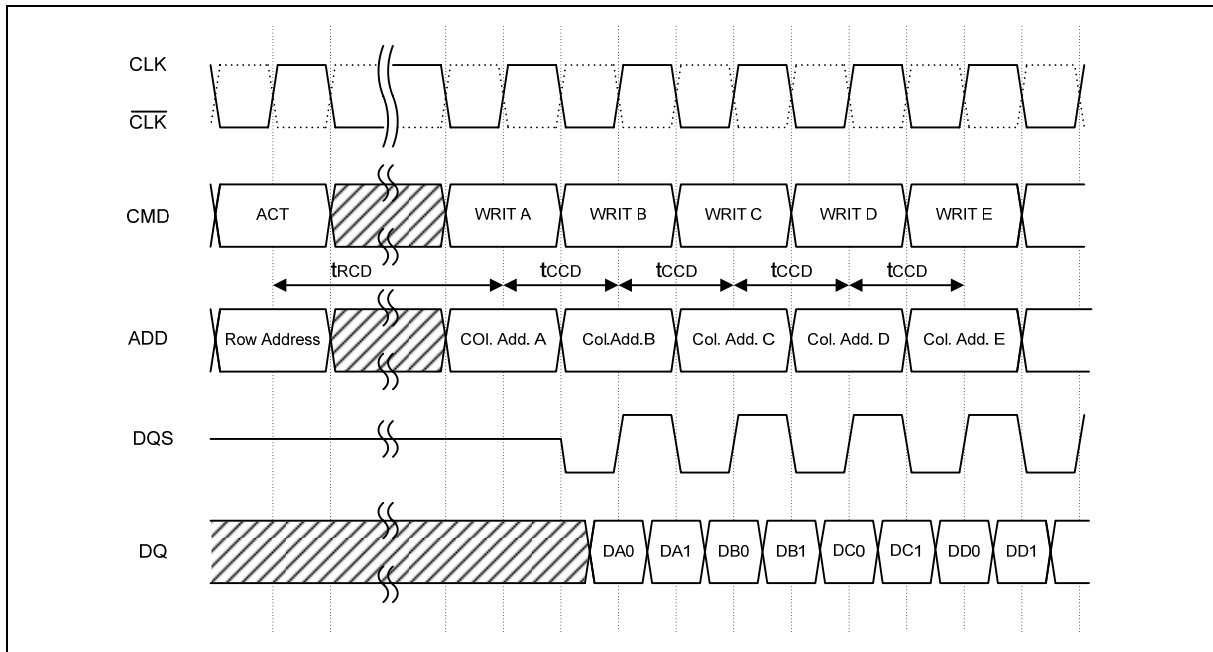 CLK
CLK
CMD
ACT
WRIT A
WRIT B
WRIT C
WRIT D
WRIT E
tRCD
tCCD
tCCD
tCCD
tCCD
ADD
Row Address
COl. Add. A
Col.Add.B
Col. Add. C
Col. Add. D
Col. Add. E
DQS
DQ
DA0
DA1
DB0
DB1
DC0
DC1
DD0
DD1